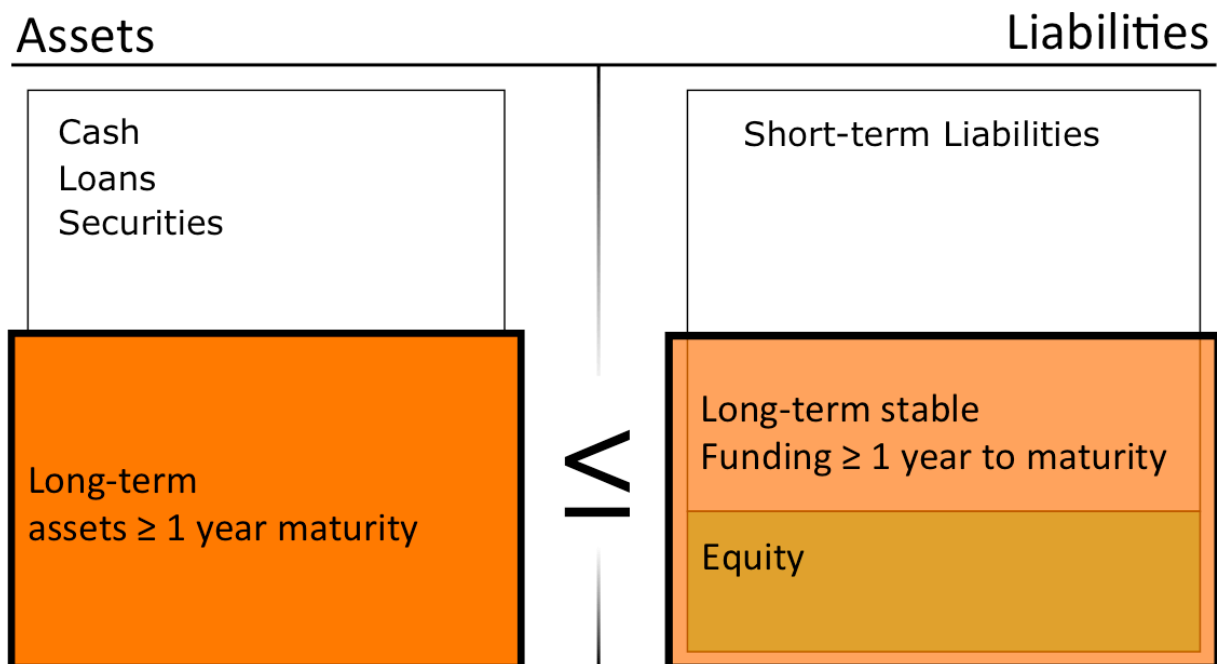 Assets
Liabilities
Cash
Loans
Securities
Short-term Liabilities
Long-term
assets ≥ 1 year maturity
≤
Long-term stable
Funding ≥ 1 year to maturity
Equity